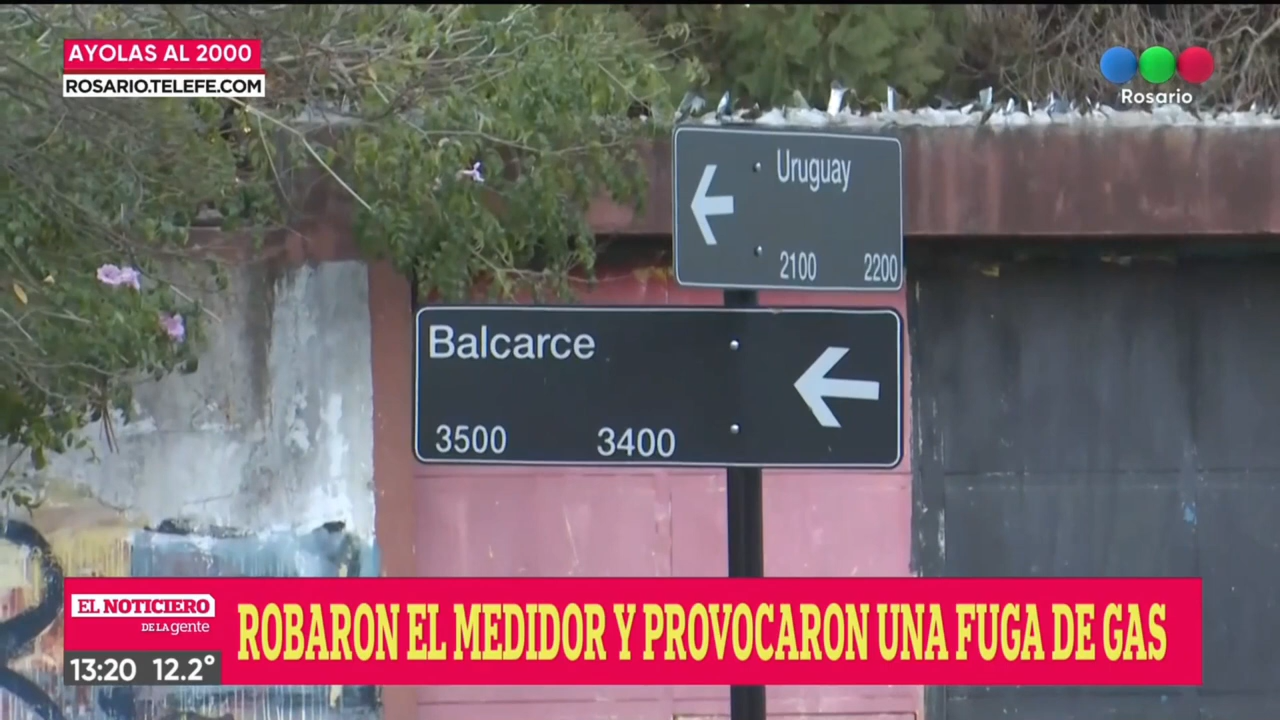 AYOLAS AL 2000
ROSARIO.TELEFE.COM
Rosario
Uruguay
2100 2200
Balcarce
3500 3400
EL NOTICIERO
DE LA gente
ROBARON EL MEDIDOR Y PROVOCARON UNA FUGA DE GAS
13:20 12.2°